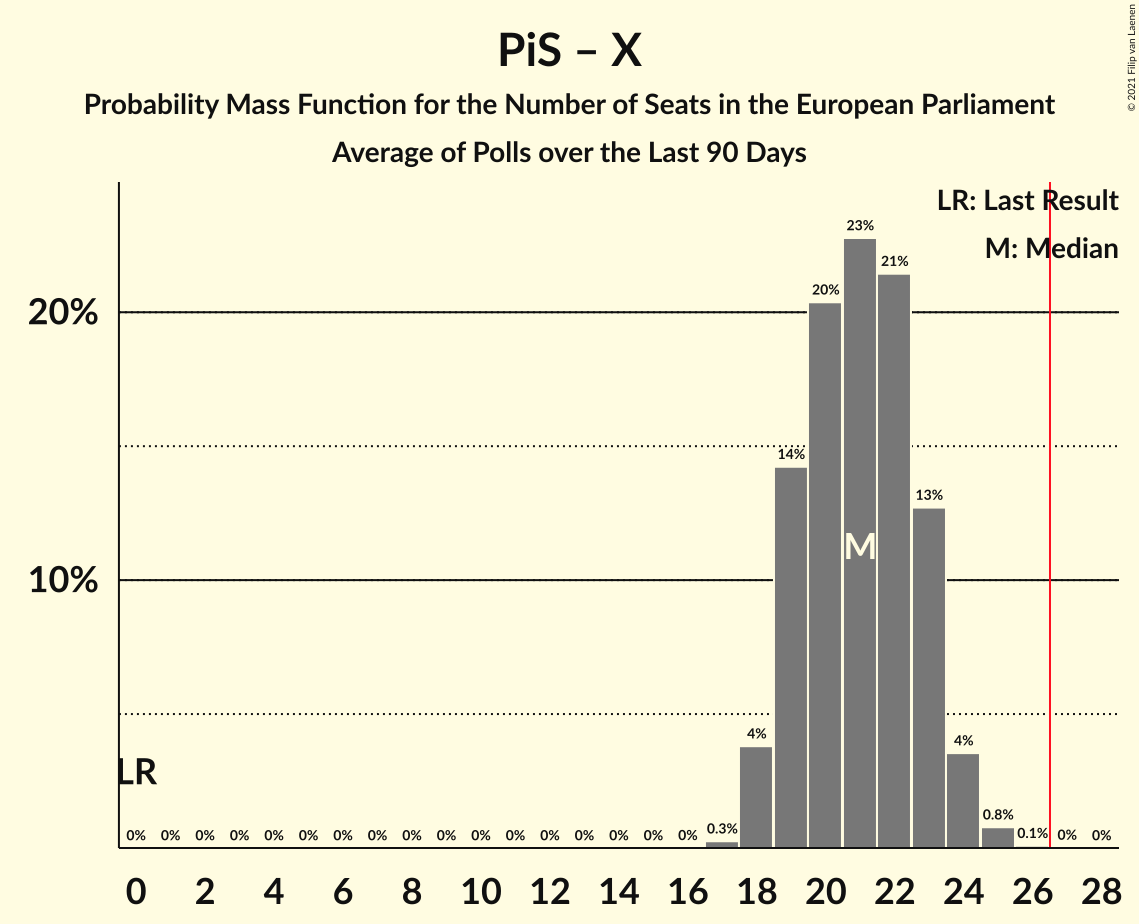 PiS – X
Probability Mass Function for the Number of Seats in the European Parliament
Average of Polls over the Last 90 Days
© 2021 Filip van Laenen
LR: Last Result
M: Median
23%
21%
20%
20%
14%
13%
M
10%
4%
4%
LR
0% 0% 0% 0% 0% 0% 0% 0% 0% 0% 0% 0% 0% 0% 0% 0% 0% 0.3% 0.8% 0.1% 0% 0%
0 2 4 6 8 10 12 14 16 18 20 22 24 26 28